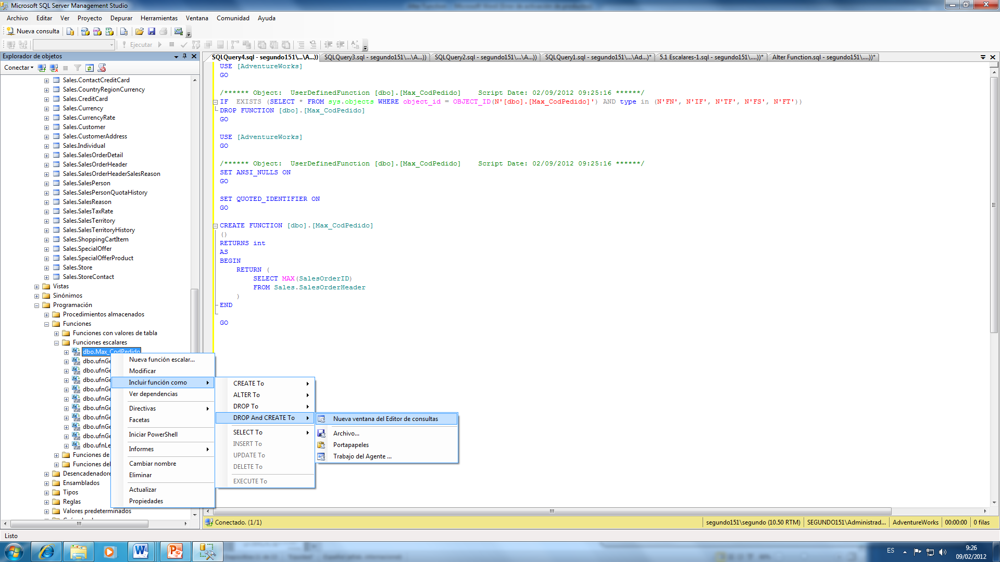 Microsoft SQL Server Management Studio
Archivo Editar Ver Proyecto Depurar Herramientas Ventana Comunidad Ayuda
Nueva consulta
Ejecutar
Explorador de objetos
Conectar
Sales.ContactCreditCard
Sales.CountryRegionCurrency
Sales.CreditCard
Sales.Currency
Sales.CurrencyRate
Sales.Customer
Sales.CustomerAddress
Sales.Individual
Sales.SalesOrderDetail
Sales.SalesOrderHeader
Sales.SalesOrderHeaderSalesReason
Sales.SalesPerson
Sales.SalesPersonQuotaHistory
Sales.SalesReason
Sales.SalesTaxRate
Sales.SalesTerritory
Sales.SalesTerritoryHistory
Sales.ShoppingCartItem
Sales.SpecialOffer
Sales.SpecialOfferProduct
Sales.Store
Sales.StoreContact
Vistas
Sinónimos
Programación
Procedimientos almacenados
Funciones
Funciones con valores de tabla
Funciones escalares
dbo.Max_CodPedido
dbo.ufnGe
dbo.ufnGe
dbo.ufnGe
dbo.ufnGe
dbo.ufnGe
dbo.ufnGe
dbo.ufnGe
dbo.ufnGe
dbo.ufnGe
dbo.ufnLe
Funciones de
Funciones del
Desencadenadore
Ensamblados
Tipos
Reglas
Valores predeterminados
Nueva función escalar...
Modificar
Incluir función como
Ver dependencias
Directivas
Facetas
Iniciar PowerShell
Informes
Cambiar nombre
Eliminar
Actualizar
Propiedades
CREATE To
ALTER To
DROP To
DROP And CREATE To
SELECT To
INSERT To
UPDATE To
DELETE To
EXECUTE To
Nueva ventana del Editor de consultas
Archivo...
Portapapeles
Trabajo del Agente ...
SQLQuery4.sql - segundo151\...\A...)) SQLQuery3.sql - segundo151\...\A...)) SQLQuery2.sql - segundo151\...\A...)) SQLQuery1.sql - segundo151\...\Ad...)* 5.1 Escalares-1.sql - segundo151\....))* Alter Function.sql - segundo151\....))*
USE [AdventureWorks]
GO
/****** Object:  UserDefinedFunction [dbo].[Max_CodPedido]    Script Date: 02/09/2012 09:25:16 ******/
IF  EXISTS (SELECT * FROM sys.objects WHERE object_id = OBJECT_ID(N'[dbo].[Max_CodPedido]') AND type in (N'FN', N'IF', N'TF', N'FS', N'FT'))
DROP FUNCTION [dbo].[Max_CodPedido]
GO
USE [AdventureWorks]
GO
/****** Object:  UserDefinedFunction [dbo].[Max_CodPedido]    Script Date: 02/09/2012 09:25:16 ******/
SET ANSI_NULLS ON
GO
SET QUOTED_IDENTIFIER ON
GO
CREATE FUNCTION [dbo].[Max_CodPedido]
()
RETURNS int
AS
BEGIN
RETURN (
SELECT MAX(SalesOrderID)
FROM Sales.SalesOrderHeader
)
END
GO
Conectado. (1/1)
segundo151\segundo (10.50 RTM) SEGUNDO151\Administrad... AdventureWorks 00:00:00 0 filas
Listo
ES
9:26
09/02/2012